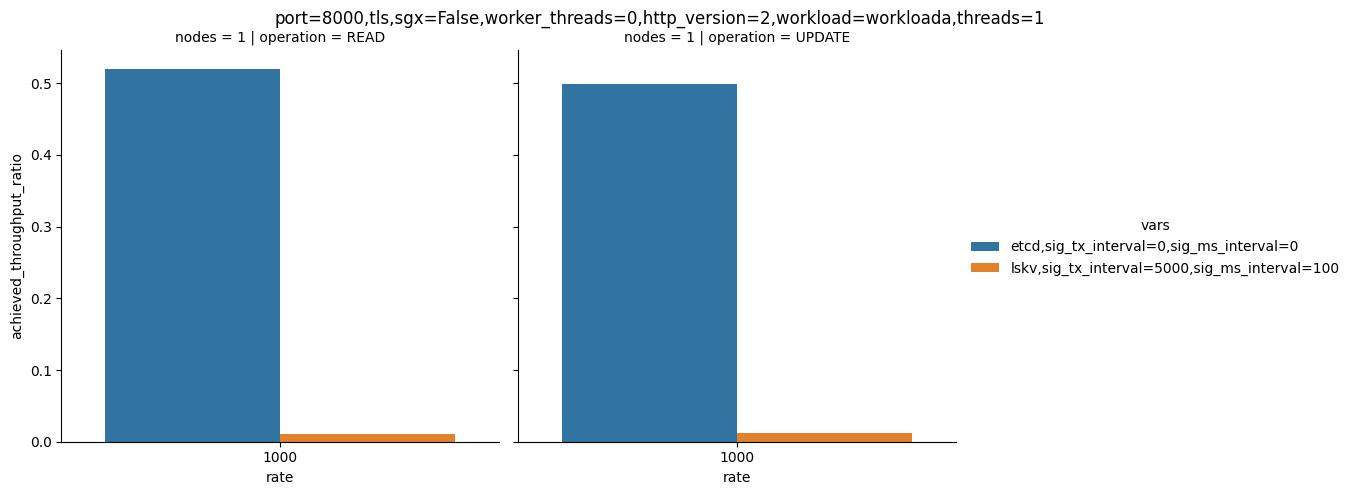 port=8000,tls,sgx=False,worker_threads=0,http_version=2,workload=workloada,threads=1
nodes = 1 | operation = READ
nodes = 1 | operation = UPDATE
achieved_throughput_ratio
0.5
0.4
0.3
0.2
0.1
0.0
1000
1000
rate
rate
vars
etcd,sig_tx_interval=0,sig_ms_interval=0
lskv,sig_tx_interval=5000,sig_ms_interval=100